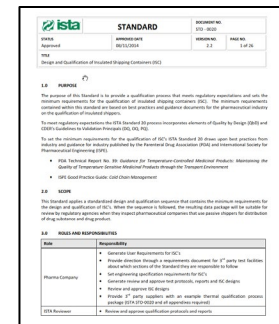 ista
STANDARD
DOCUMENT NO.
STD - 0020
STATUS
Approved
APPROVED DATE
08/11/2014
VERSION NO.
2.2
PAGE NO.
1 of 26
TITLE
Design and Qualification of Insulated Shipping Containers (ISC)
1.0 PURPOSE
The purpose of this Standard is to provide a qualification process that meets regulatory expectations and sets the
minimum requirements for the qualification of insulated shipping containers (ISC). The minimum requirements
contained within this standard are based on best practices and guidance documents for the pharmaceutical industry
on the qualification of insulated shippers.
To meet regulatory expectations the ISTA Standard 20 process incorporates elements of Quality by Design (QbD) and
CDER's Guidelines to Validation Principals (DQ, OQ, PQ).
To set the minimum requirements for the qualification of ISC's ISTA Standard 20 draws upon best practices from
industry and guidance for industry published by the Parenteral Drug Association (PDA) and International Society for
Pharmaceutical Engineering (ISPE).
• PDA Technical Report No. 39: Guidance for Temperature-Controlled Medicinal Products: Maintaining the
Quality of Temperature Sensitive Medicinal Products through the Transport Environment
• ISPE Good Practice Guide: Cold Chain Management
2.0 SCOPE
This Standard applies a standardized design and qualification sequence that contains the minimum requirements for
the design and qualification of ISC's. When the sequence is followed, the resulting data package will be suitable for
review by regulatory agencies when they inspect pharmaceutical companies that use passive shippers for distribution
of drug substance and drug product.
3.0 ROLES AND RESPONSIBILITIES
Role
Responsibility
Pharma Company
• Generate User Requirements for ISC's
• Provide direction through a requirements document for 3rd party test facilities
about which sections of the Standard they are responsible to follow
• Set engineering specification requirements for ISC's
• Generate review and approve test protocols, reports and ISC designs
• Review and approve ISC designs
• Provide 3rd party suppliers with an example thermal qualification process
package (ISTA STD-0020 and all appendices required)
ISTA Reviewer
• Review and approve qualification protocols and reports